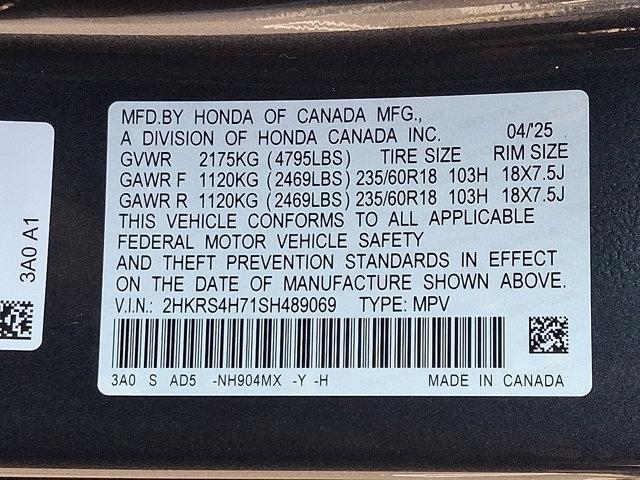 MFD.BY HONDA OF CANADA MFG.,
A DIVISION OF HONDA CANADA INC. 04/'25
GVWR 2175KG (4795LBS) TIRE SIZE RIM SIZE
GAWR F 1120KG (2469LBS) 235/60R18 103H 18X7.5J
GAWR R 1120KG (2469LBS) 235/60R18 103H 18X7.5J
THIS VEHICLE CONFORMS TO ALL APPLICABLE
FEDERAL MOTOR VEHICLE SAFETY
AND THEFT PREVENTION STANDARDS IN EFFECT
ON THE DATE OF MANUFACTURE SHOWN ABOVE.
V.I.N.: 2HKRS4H71SH489069 TYPE: MPV
3A0 S AD5 -NH904MX -Y -H MADE IN CANADA
3A0 A1